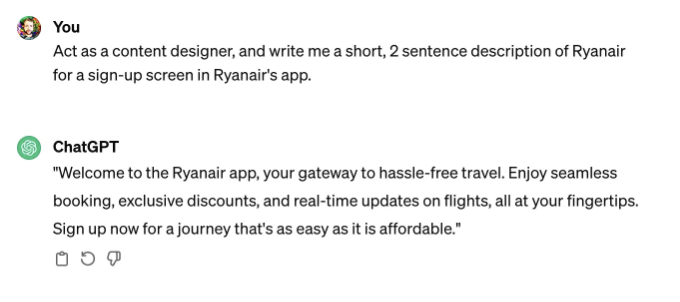 You
Act as a content designer, and write me a short, 2 sentence description of Ryanair
for a sign-up screen in Ryanair's app.
ChatGPT
"Welcome to the Ryanair app, your gateway to hassle-free travel. Enjoy seamless
booking, exclusive discounts, and real-time updates on flights, all at your fingertips.
Sign up now for a journey that's as easy as it is affordable."